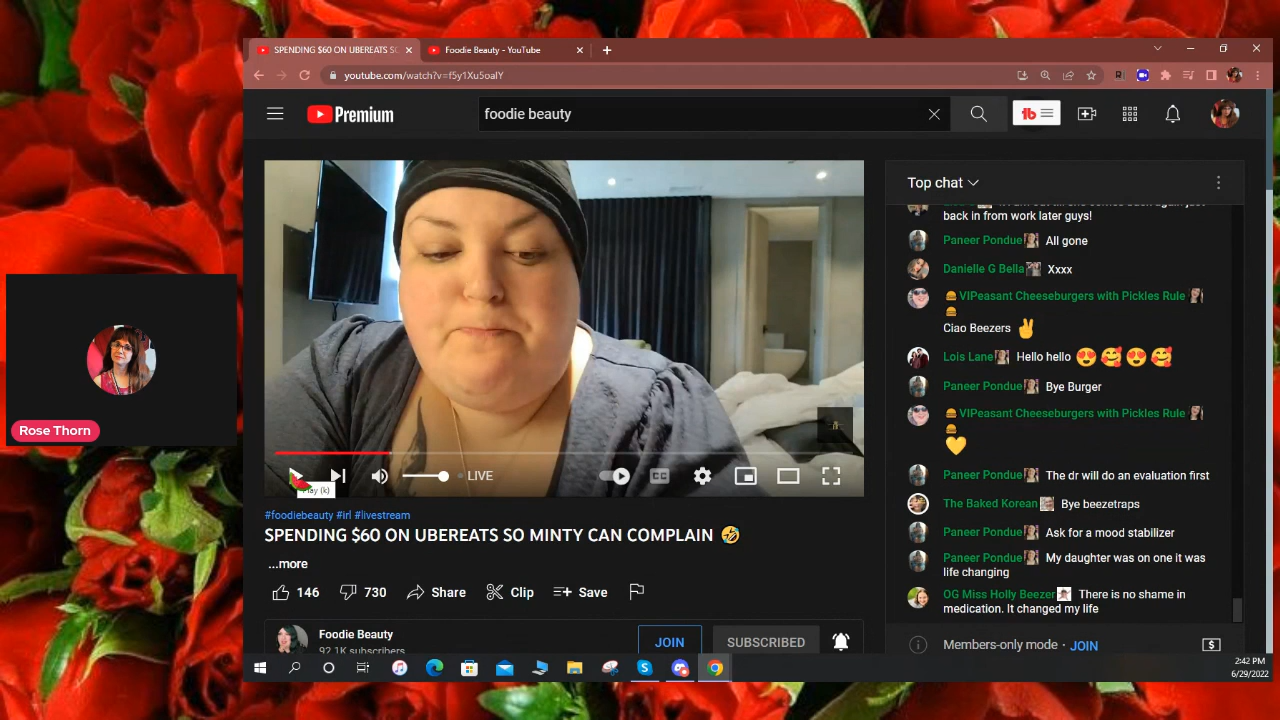 SPENDING $60 ON UBEREATS SO
Foodie Beauty - YouTube
youtube.com/watch?v=f5y1Xu5oaIY
Premium
foodie beauty
Top chat
back in from work later guys!
Paneer Pondue All gone
Danielle G Bella Xxxx
VIPeasant Cheeseburgers with Pickles Rule
Ciao Beezers
Lois Lane Hello hello
Paneer Pondue Bye Burger
VIPeasant Cheeseburgers with Pickles Rule
Paneer Pondue The dr will do an evaluation first
The Baked Korean Bye beezetraps
Paneer Pondue Ask for a mood stabilizer
Paneer Pondue My daughter was on one it was
life changing
OG Miss Holly Beezer There is no shame in
medication. It changed my life
Members-only mode · JOIN
Rose Thorn
LIVE
CC
Play (k)
#foodiebeauty #irl #livestream
SPENDING $60 ON UBEREATS SO MINTY CAN COMPLAIN 🤣
...more
146 730 Share Clip Save
Foodie Beauty
92.1K subscribers
JOIN SUBSCRIBED
2:42 PM
6/29/2022